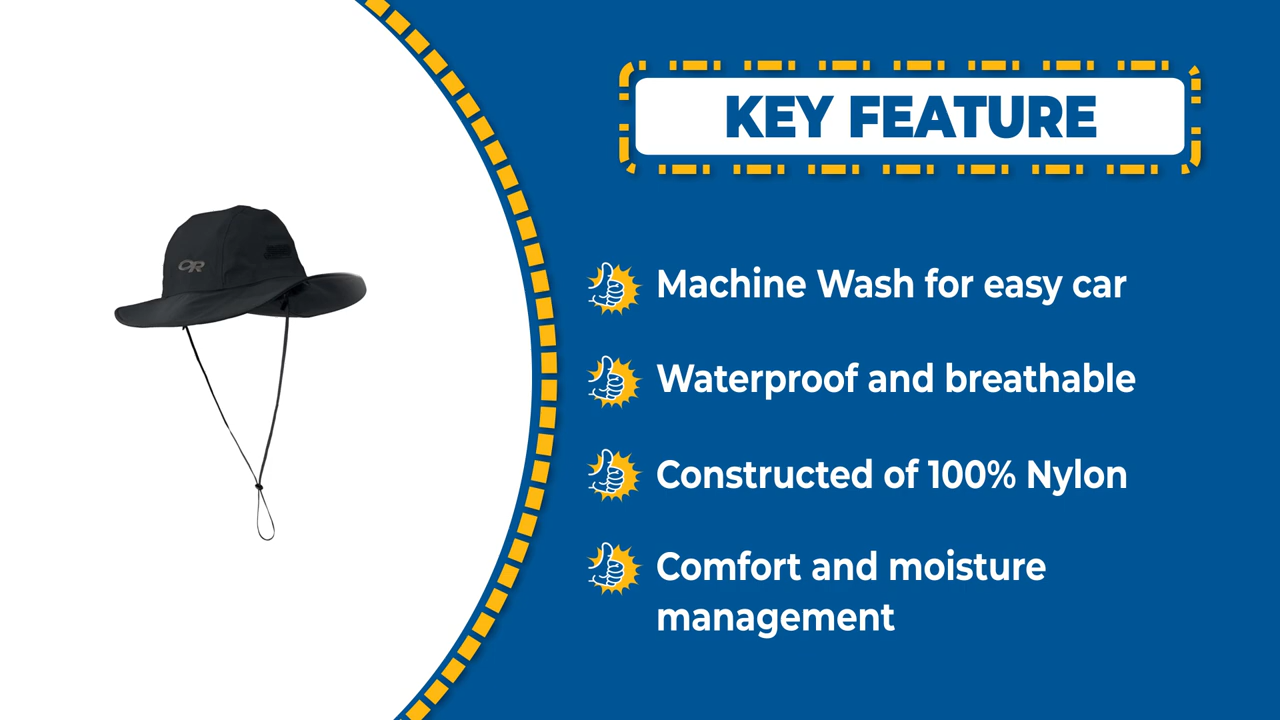 KEY FEATURE
OR
Machine Wash for easy car
Waterproof and breathable
Constructed of 100% Nylon
Comfort and moisture
management